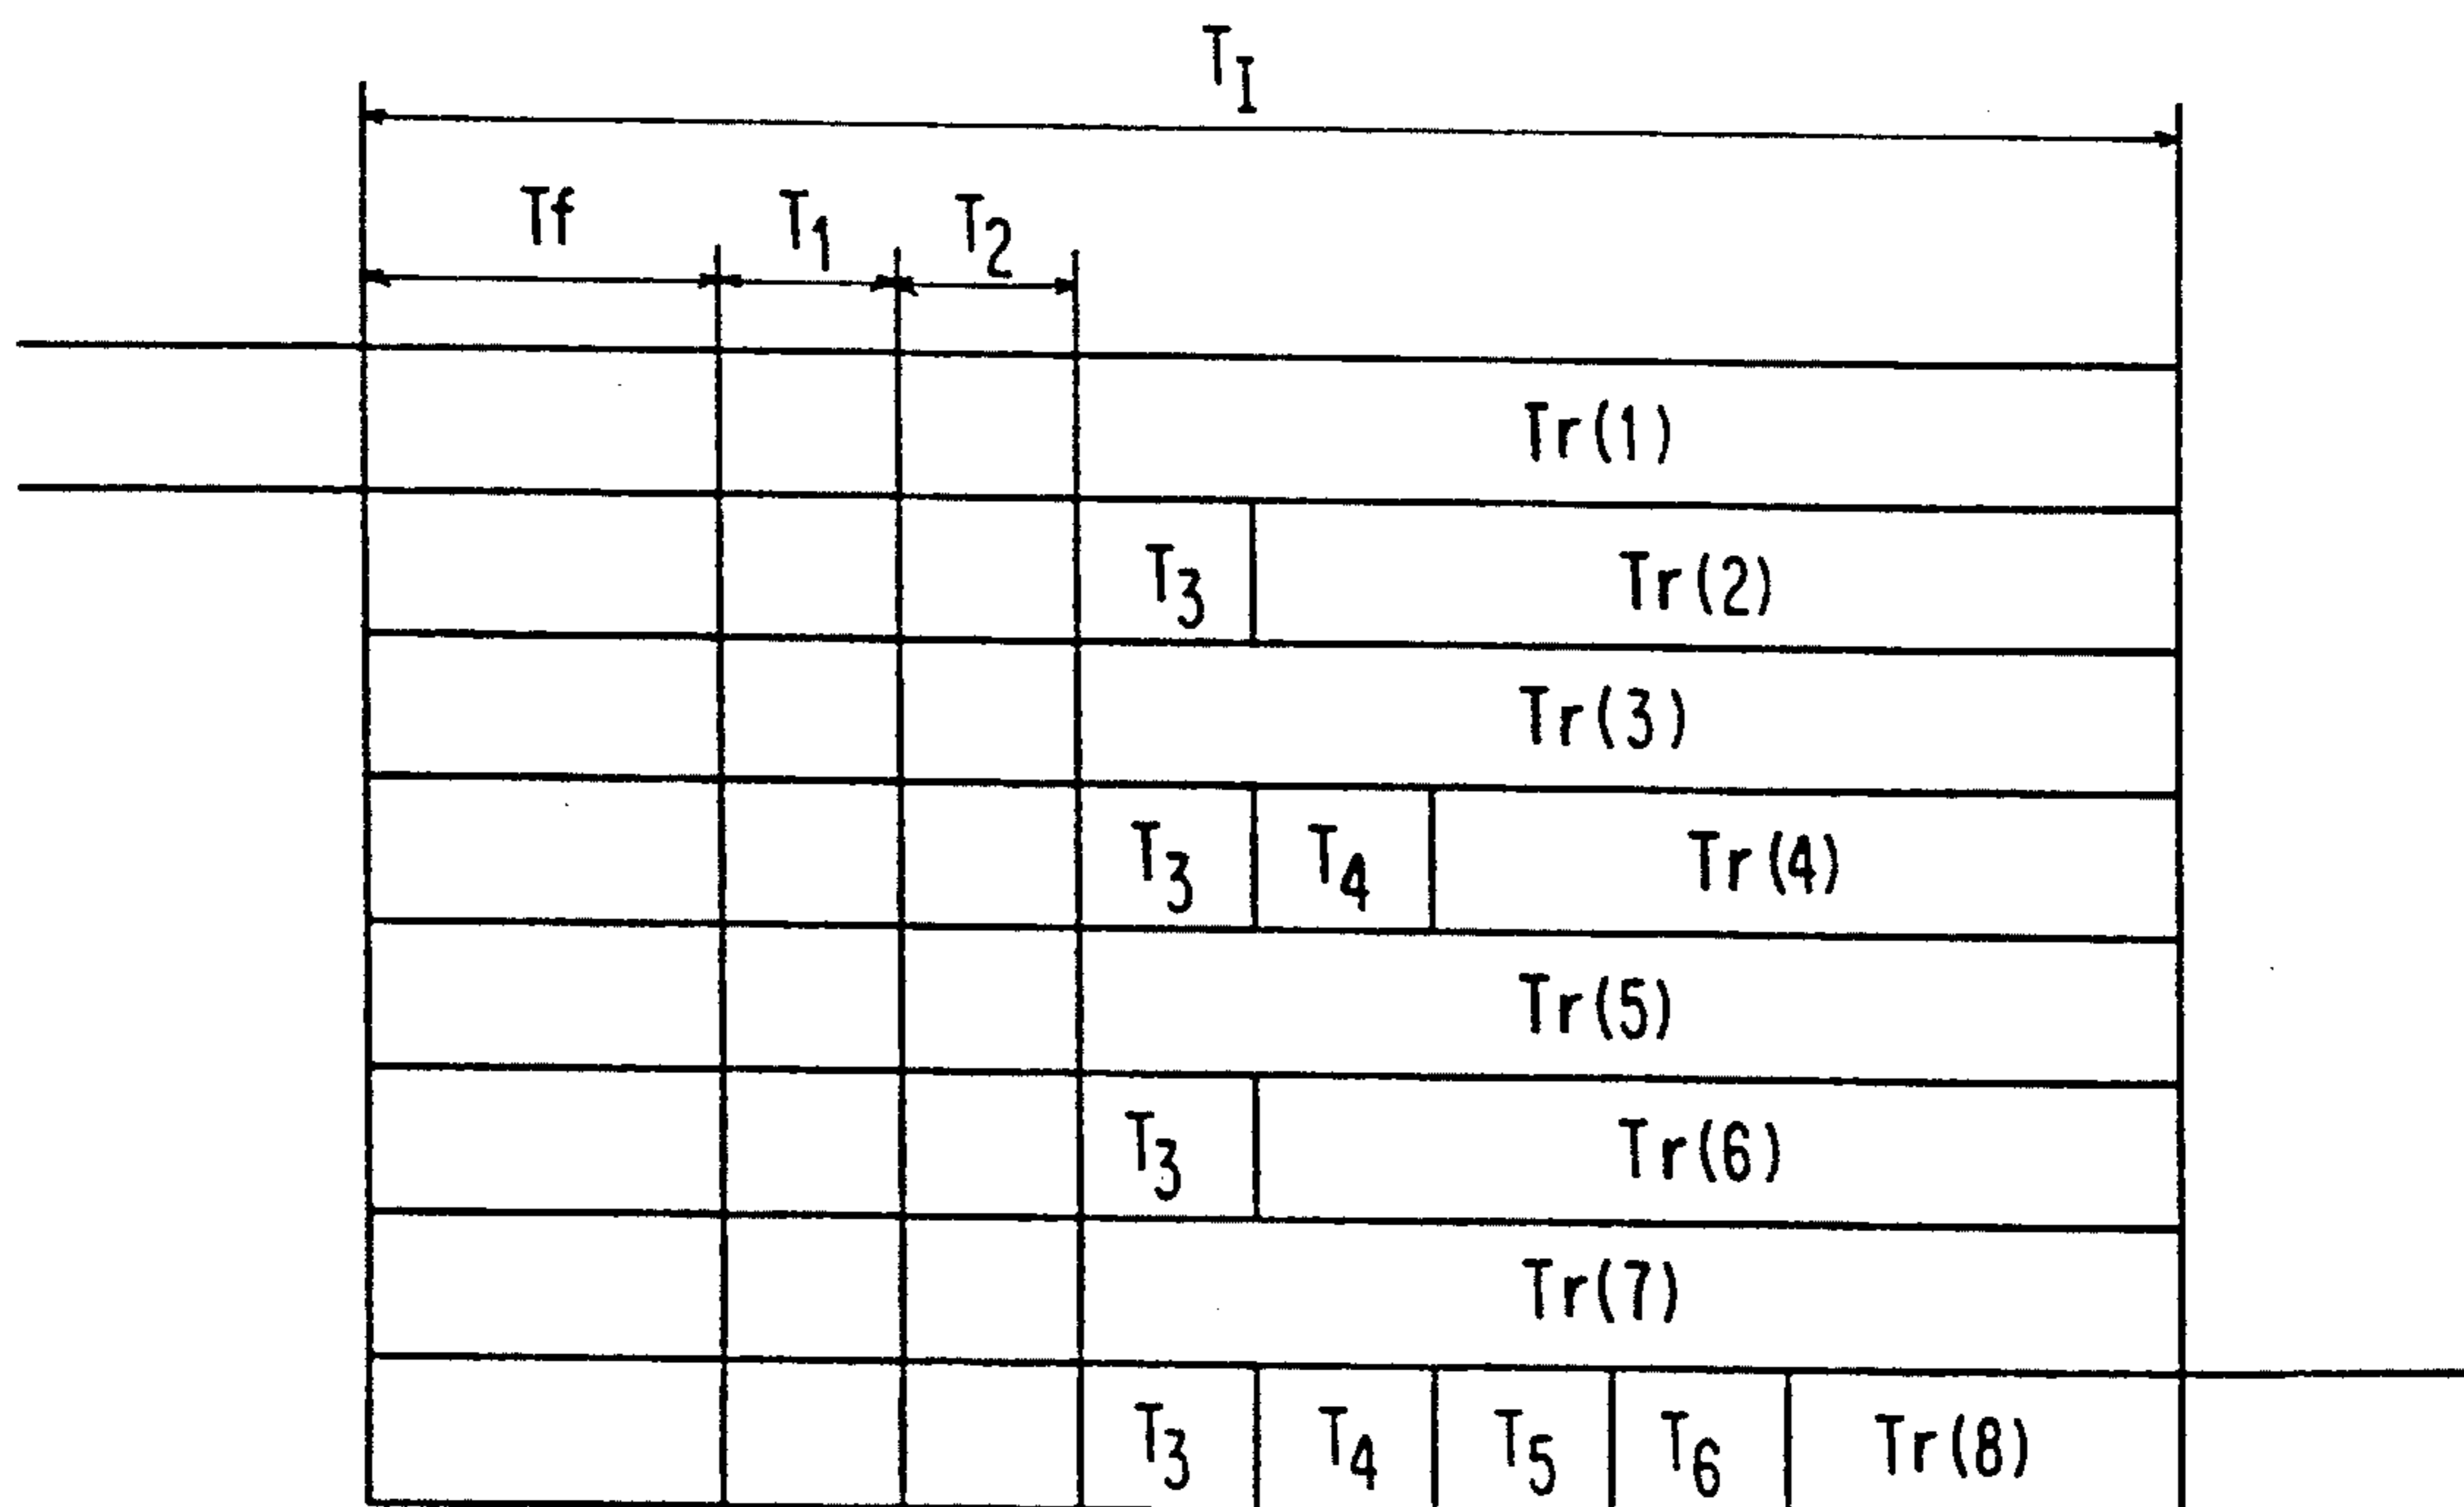 T_I
Tf T_1 T_2
Tr(1)
T_3 Tr(2)
Tr(3)
T_3 T_4 Tr(4)
Tr(5)
T_3 Tr(6)
Tr(7)
T_3 T_4 T_5 T_6 Tr(8)